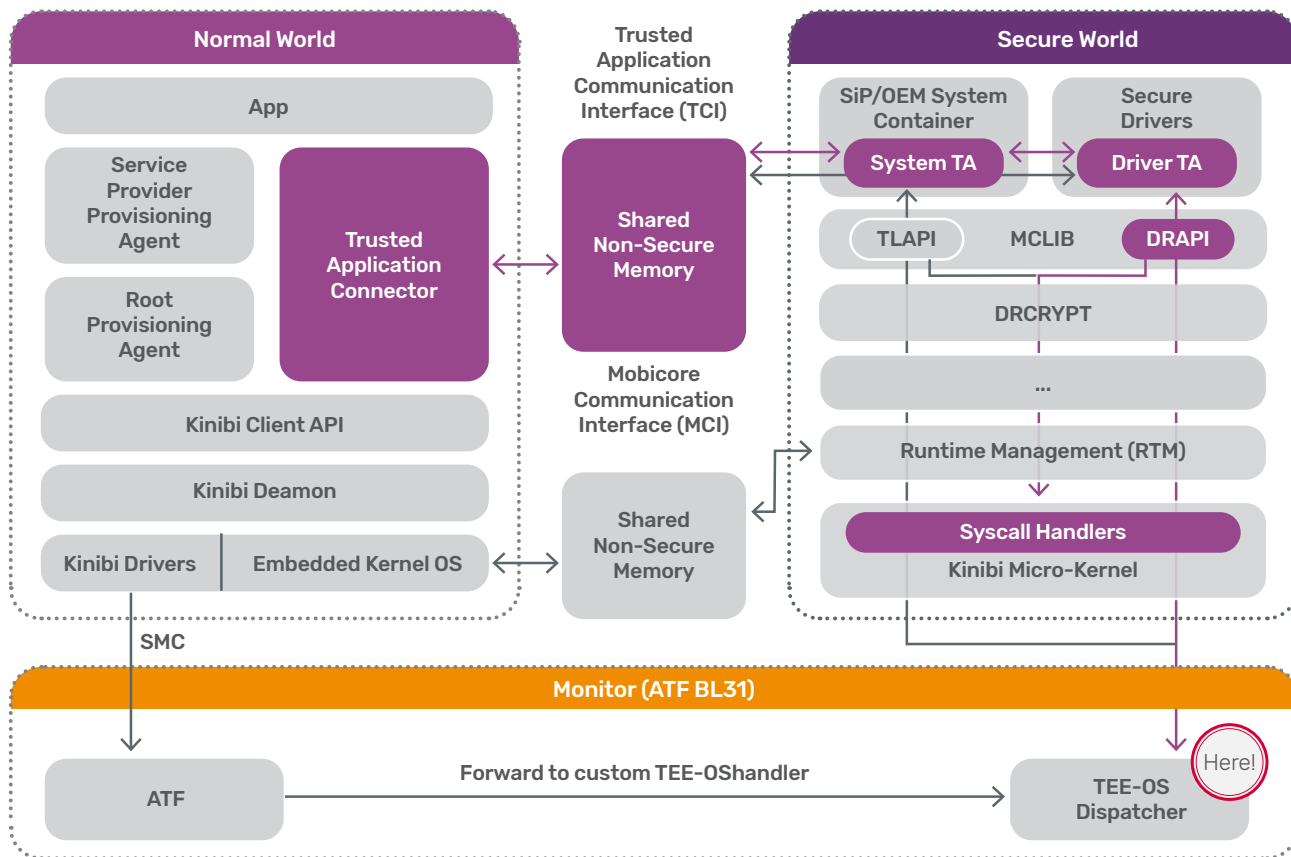 Normal World
App
Service
Provider
Provisioning
Agent
Root
Provisioning
Agent
Trusted
Application
Connector
Kinibi Client API
Kinibi Deamon
Kinibi Drivers
Embedded Kernel OS
SMC
Trusted
Application
Communication
Interface (TCI)
Shared
Non-Secure
Memory
Mobicore
Communication
Interface (MCI)
Shared
Non-Secure
Memory
Secure World
SiP/OEM System
Container
System TA
Secure
Drivers
Driver TA
TLAPI
MCLIB
DRAPI
DRCRYPT
...
Runtime Management (RTM)
Syscall Handlers
Kinibi Micro-Kernel
Monitor (ATF BL31)
ATF
Forward to custom TEE-OShandler
Here!
TEE-OS
Dispatcher